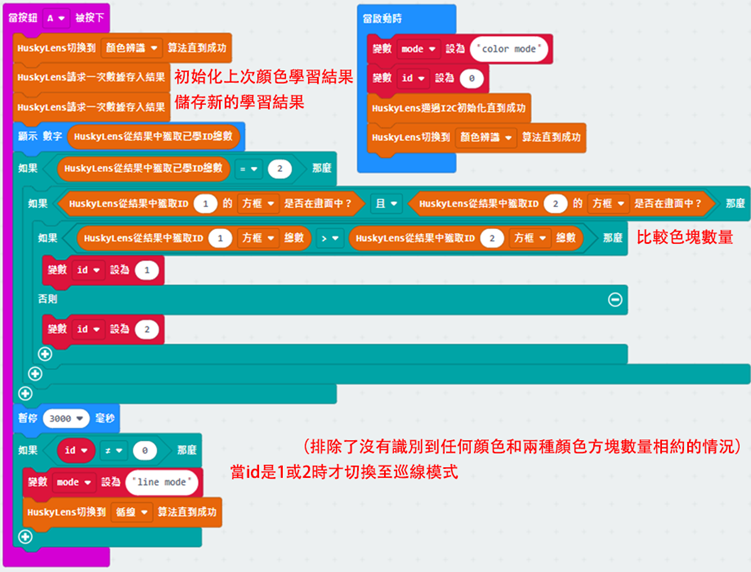 當按鈕 A 被按下
HuskyLens切換到 顏色辨識 算法直到成功
HuskyLens請求一次數據存入結果 初始化上次顏色學習結果
HuskyLens請求一次數據存入結果 儲存新的學習結果
顯示 數字 HuskyLens從結果中獲取已學ID總數
如果 HuskyLens從結果中獲取已學ID總數 = 2 那麼
如果 HuskyLens從結果中獲取ID 1 的 方框 是否在畫面中? 且 HuskyLens從結果中獲取ID 2 的 方框 是否在畫面中? 那麼
如果 HuskyLens從結果中獲取ID 1 方框 總數 > HuskyLens從結果中獲取ID 2 方框 總數 那麼 比較色塊數量
變數 id 設為 1
否則
變數 id 設為 2
暫停 3000 毫秒
如果 id ≠ 0 那麼 (排除了沒有識別到任何顏色和兩種顏色方塊數量相約的情況)
當id是1或2時才切換至巡線模式
變數 mode 設為 "line mode"
HuskyLens切換到 循線 算法直到成功
當啟動時
變數 mode 設為 "color mode"
變數 id 設為 0
HuskyLens通過I2C初始化直到成功
HuskyLens切換到 顏色辨識 算法直到成功